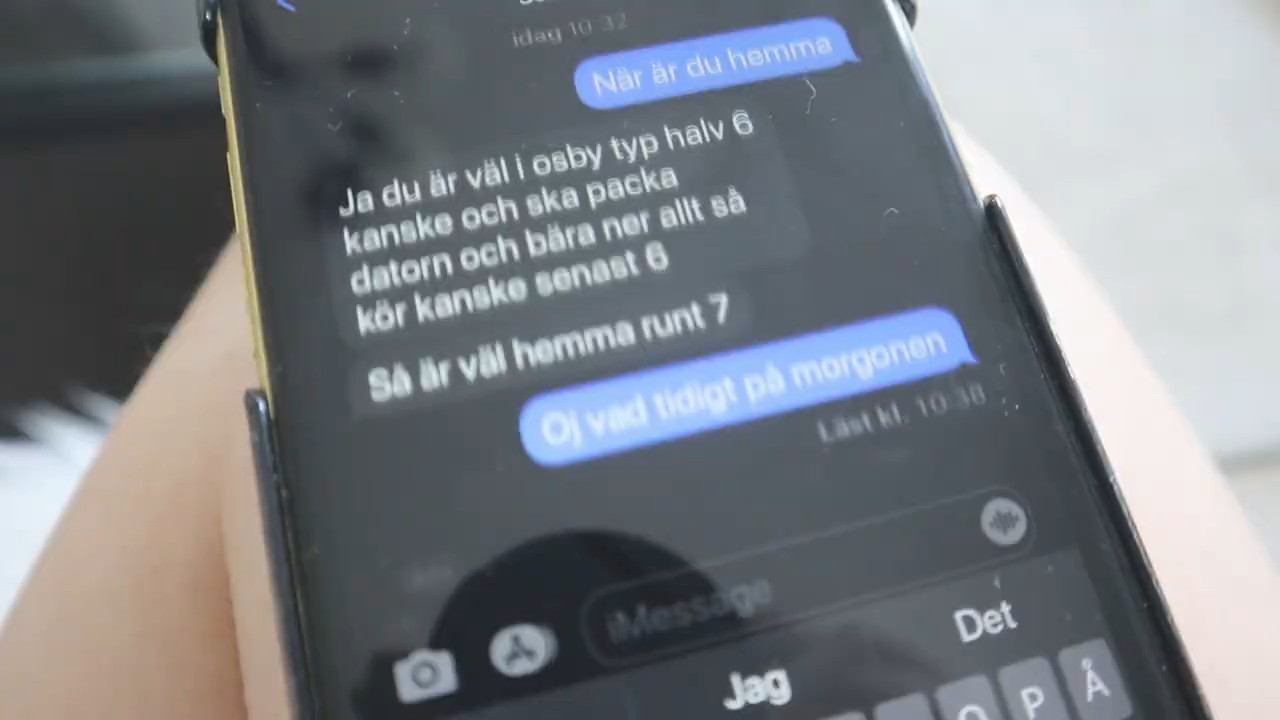 idag 10:32
När är du hemma
Ja du är väl i osby typ halv 6
kanske och ska packa
datorn och bära ner allt så
kör kanske senast 6
Så är väl hemma runt 7
Oj vad tidigt på morgonen
Läst kl. 10:38
iMessage
Jag
Det
O P Å